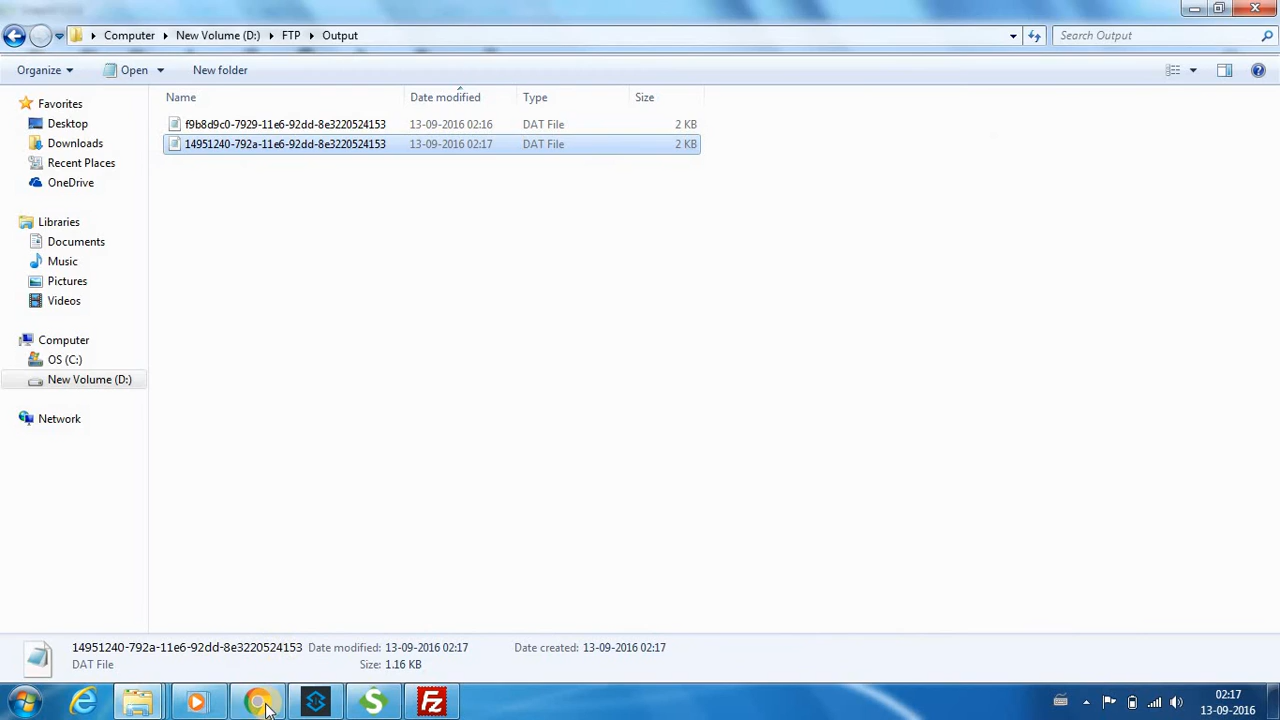 Computer New Volume (D:) FTP Output
Search Output
Organize Open New folder
Name Date modified Type Size
Favorites
Desktop
Downloads
Recent Places
OneDrive
Libraries
Documents
Music
Pictures
Videos
Computer
OS (C:)
New Volume (D:)
Network
f9b8d9c0-7929-11e6-92dd-8e3220524153 13-09-2016 02:16 DAT File 2 KB
14951240-792a-11e6-92dd-8e3220524153 13-09-2016 02:17 DAT File 2 KB
14951240-792a-11e6-92dd-8e3220524153 Date modified: 13-09-2016 02:17 Date created: 13-09-2016 02:17
DAT File Size: 1.16 KB
02:17
13-09-2016